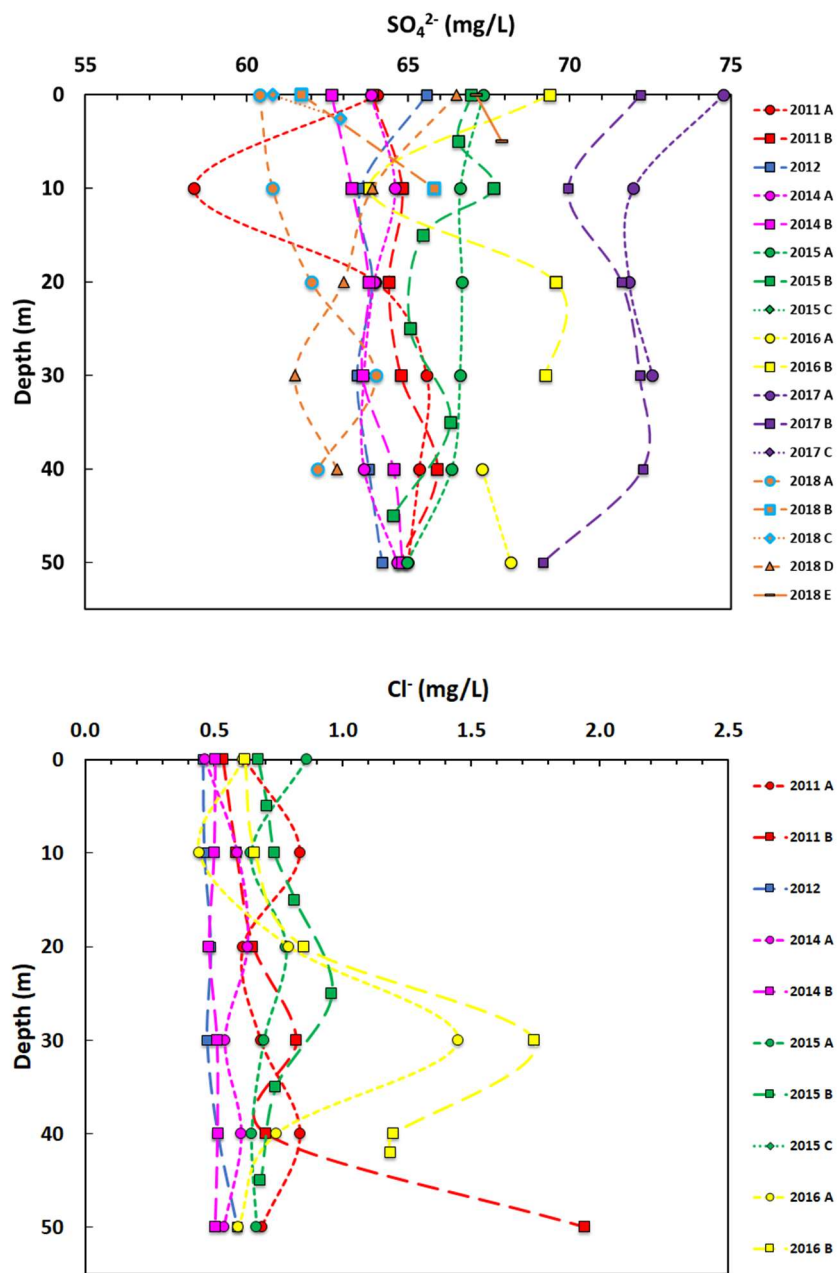 SO₄²⁻ (mg/L)
55 60 65 70 75
0
10
20
30
40
50
Depth (m)
2011 A
2011 B
2012
2014 A
2014 B
2015 A
2015 B
2015 C
2016 A
2016 B
2017 A
2017 B
2017 C
2018 A
2018 B
2018 C
2018 D
2018 E
Cl⁻ (mg/L)
0.0 0.5 1.0 1.5 2.0 2.5
0
10
20
30
40
50
Depth (m)
2011 A
2011 B
2012
2014 A
2014 B
2015 A
2015 B
2015 C
2016 A
2016 B